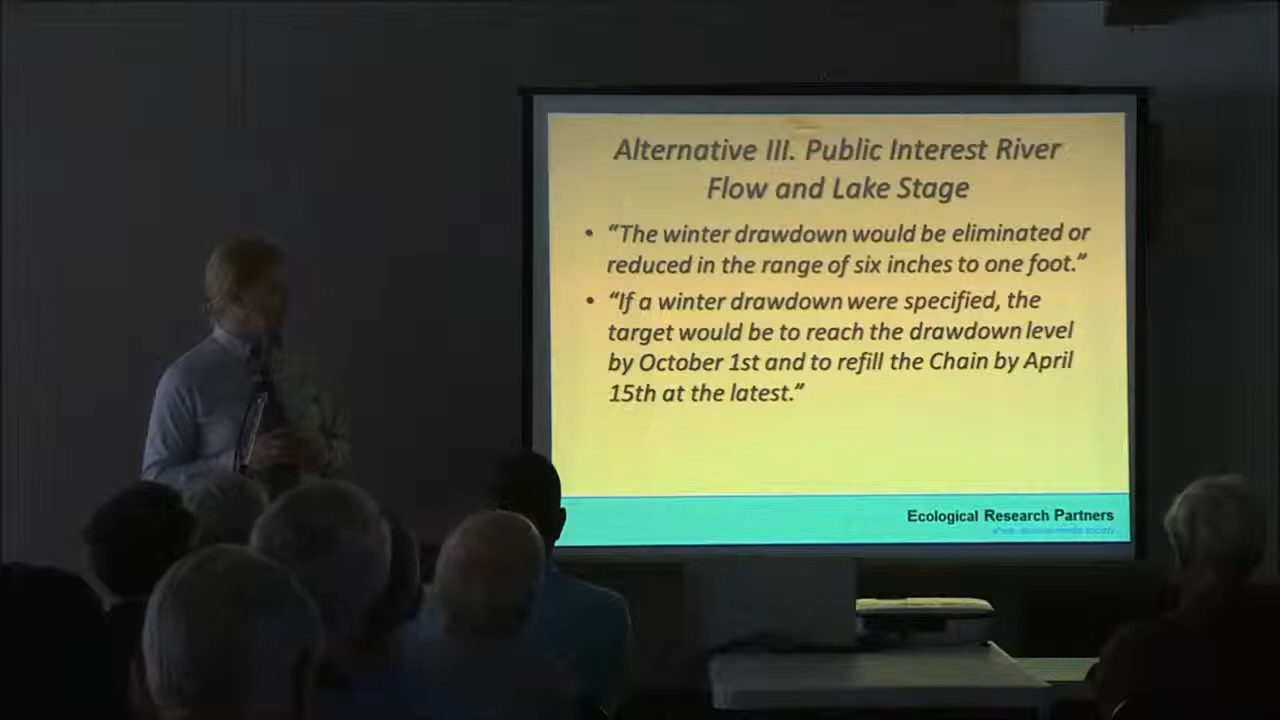 Alternative III. Public Interest River
Flow and Lake Stage
• "The winter drawdown would be eliminated or
reduced in the range of six inches to one foot."
• "If a winter drawdown were specified, the
target would be to reach the drawdown level
by October 1st and to refill the Chain by April
15th at the latest."
Ecological Research Partners